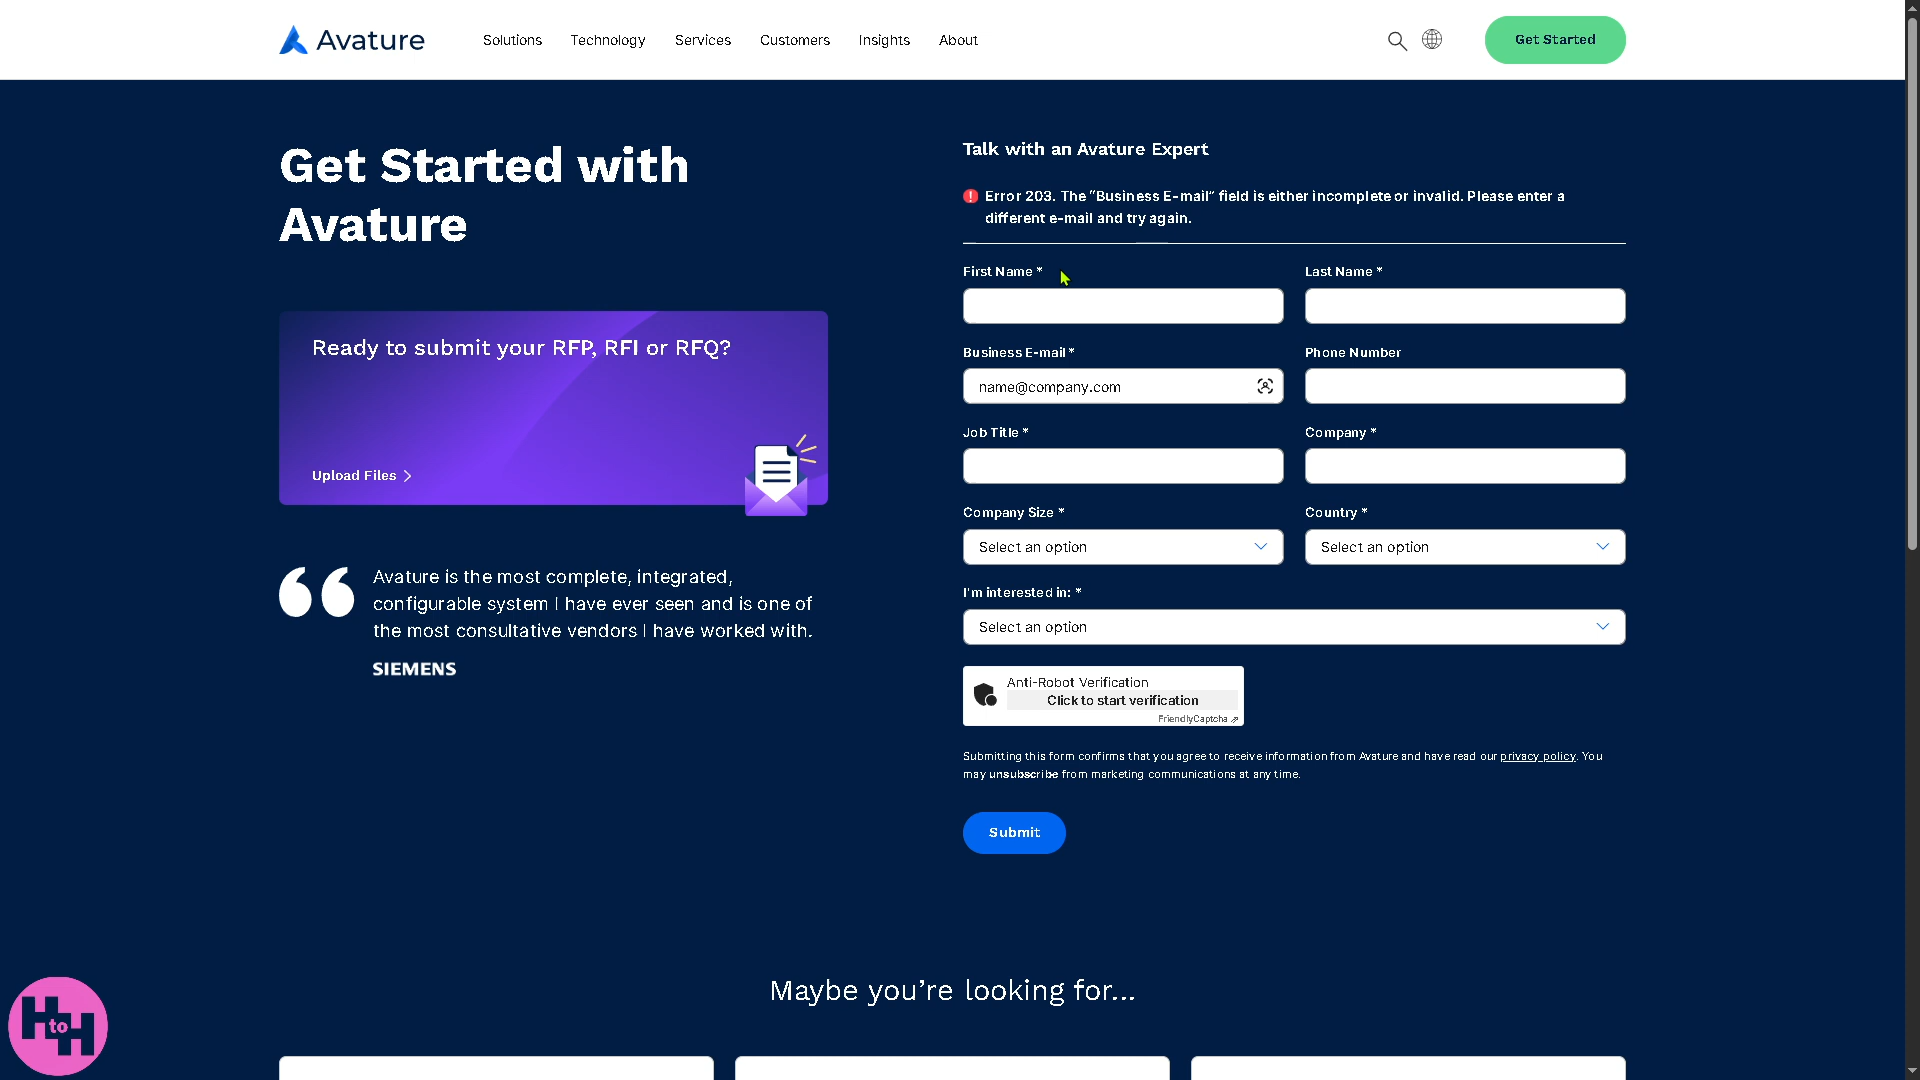 Avature
Solutions
Technology
Services
Customers
Insights
About
Get Started
Get Started with
Avature
Ready to submit your RFP, RFI or RFQ?
Upload Files
Avature is the most complete, integrated,
configurable system I have ever seen and is one of
the most consultative vendors I have worked with.
SIEMENS
Talk with an Avature Expert
Error 203. The “Business E-mail” field is either incomplete or invalid. Please enter a
different e-mail and try again.
First Name *
Last Name *
Business E-mail *
Phone Number
name@company.com
Job Title *
Company *
Company Size *
Country *
Select an option
Select an option
I'm interested in: *
Select an option
Anti-Robot Verification
Click to start verification
FriendlyCaptcha ⇗
Submitting this form confirms that you agree to receive information from Avature and have read our privacy policy. You
may unsubscribe from marketing communications at any time.
Submit
Maybe you’re looking for...
H to H